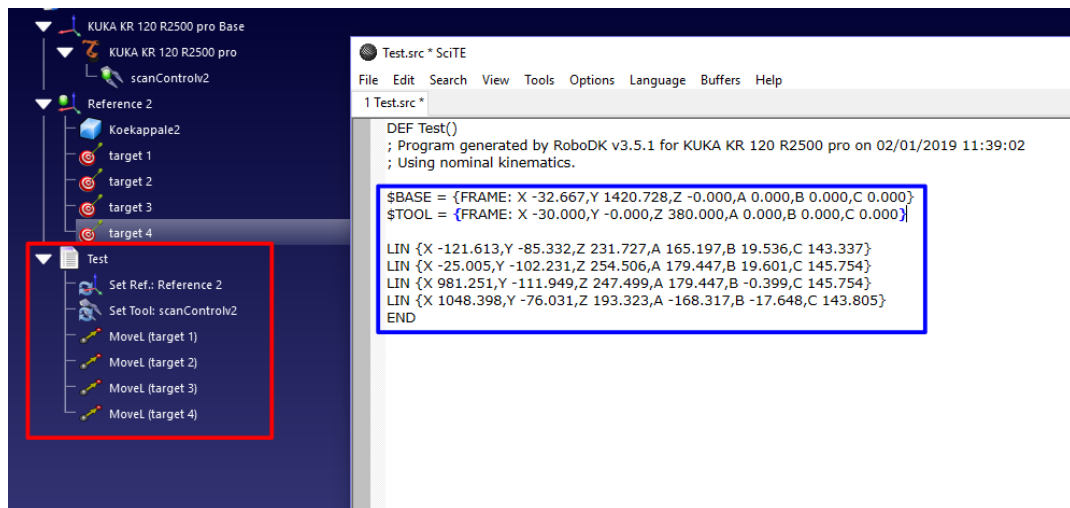 KUKA KR 120 R2500 pro Base
KUKA KR 120 R2500 pro
scanControlv2
Reference 2
Koekappale2
target 1
target 2
target 3
target 4
Test
Set Ref.: Reference 2
Set Tool: scanControlv2
MoveL (target 1)
MoveL (target 2)
MoveL (target 3)
MoveL (target 4)
Test.src * SciTE
File Edit Search View Tools Options Language Buffers Help
1 Test.src *
DEF Test()
; Program generated by RoboDK v3.5.1 for KUKA KR 120 R2500 pro on 02/01/2019 11:39:02
; Using nominal kinematics.
$BASE = {FRAME: X -32.667,Y 1420.728,Z -0.000,A 0.000,B 0.000,C 0.000}
$TOOL = {FRAME: X -30.000,Y -0.000,Z 380.000,A 0.000,B 0.000,C 0.000}
LIN {X -121.613,Y -85.332,Z 231.727,A 165.197,B 19.536,C 143.337}
LIN {X -25.005,Y -102.231,Z 254.506,A 179.447,B 19.601,C 145.754}
LIN {X 981.251,Y -111.949,Z 247.499,A 179.447,B -0.399,C 145.754}
LIN {X 1048.398,Y -76.031,Z 193.323,A -168.317,B -17.648,C 143.805}
END